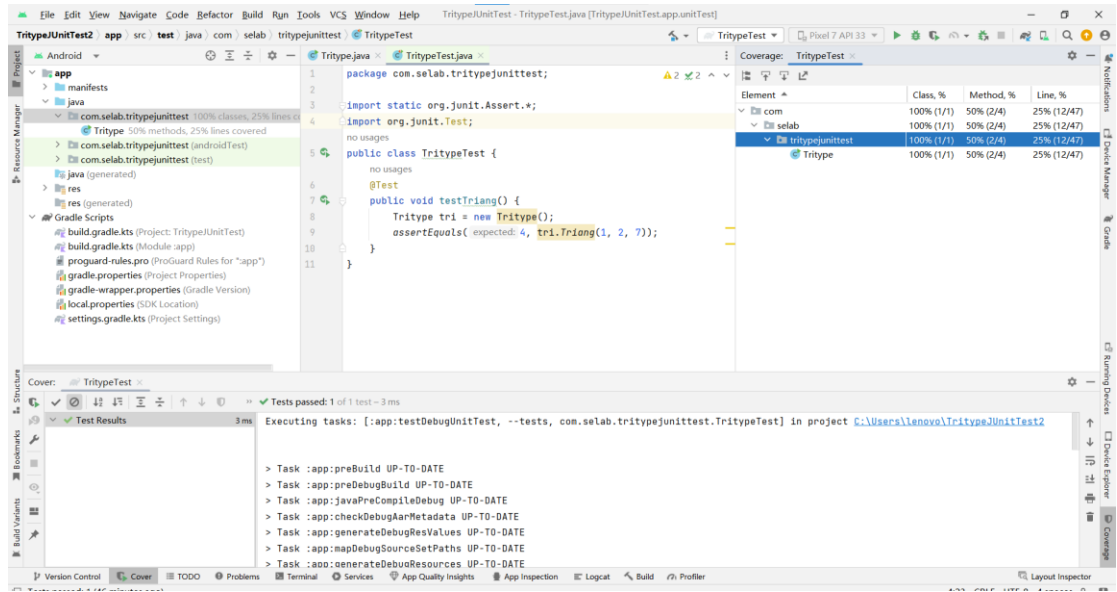 File Edit View Navigate Code Refactor Build Run Tools VCS Window Help TritypeJUnitTest - TritypeTest.java [TritypeJUnitTest.app.unitTest]
TritypeJUnitTest2 app src test java com selab tritypejunittest TritypeTest
TritypeTest Pixel 7 API 33
Project
Resource Manager
Structure
Bookmarks
Build Variants
Android
app
manifests
java
com.selab.tritypejunittest 100% classes, 25% lines co
Tritype 50% methods, 25% lines covered
com.selab.tritypejunittest (androidTest)
com.selab.tritypejunittest (test)
java (generated)
res
res (generated)
Gradle Scripts
build.gradle.kts (Project: TritypeJUnitTest)
build.gradle.kts (Module :app)
proguard-rules.pro (ProGuard Rules for ":app")
gradle.properties (Project Properties)
gradle-wrapper.properties (Gradle Version)
local.properties (SDK Location)
settings.gradle.kts (Project Settings)
Tritype.java TritypeTest.java
2 2
1 package com.selab.tritypejunittest;
2
3 import static org.junit.Assert.*;
4 import org.junit.Test;
no usages
5 public class TritypeTest {
no usages
6 @Test
7 public void testTriang() {
8 Tritype tri = new Tritype();
9 assertEquals( expected: 4, tri.Triang(1, 2, 7));
10 }
11 }
Coverage: TritypeTest
Element Class, % Method, % Line, %
com 100% (1/1) 50% (2/4) 25% (12/47)
selab 100% (1/1) 50% (2/4) 25% (12/47)
tritypejunittest 100% (1/1) 50% (2/4) 25% (12/47)
Tritype 100% (1/1) 50% (2/4) 25% (12/47)
Notifications
Device Manager
Gradle
Running Devices
Device Explorer
Coverage
Cover: TritypeTest
Tests passed: 1 of 1 test – 3 ms
Test Results 3 ms
Executing tasks: [:app:testDebugUnitTest, --tests, com.selab.tritypejunittest.TritypeTest] in project C:\Users\lenovo\TritypeJUnitTest2
> Task :app:preBuild UP-TO-DATE
> Task :app:preDebugBuild UP-TO-DATE
> Task :app:javaPreCompileDebug UP-TO-DATE
> Task :app:checkDebugAarMetadata UP-TO-DATE
> Task :app:generateDebugResValues UP-TO-DATE
> Task :app:mapDebugSourceSetPaths UP-TO-DATE
> Task :app:generateDebugResources UP-TO-DATE
Version Control Cover TODO Problems Terminal Services App Quality Insights App Inspection Logcat Build Profiler Layout Inspector